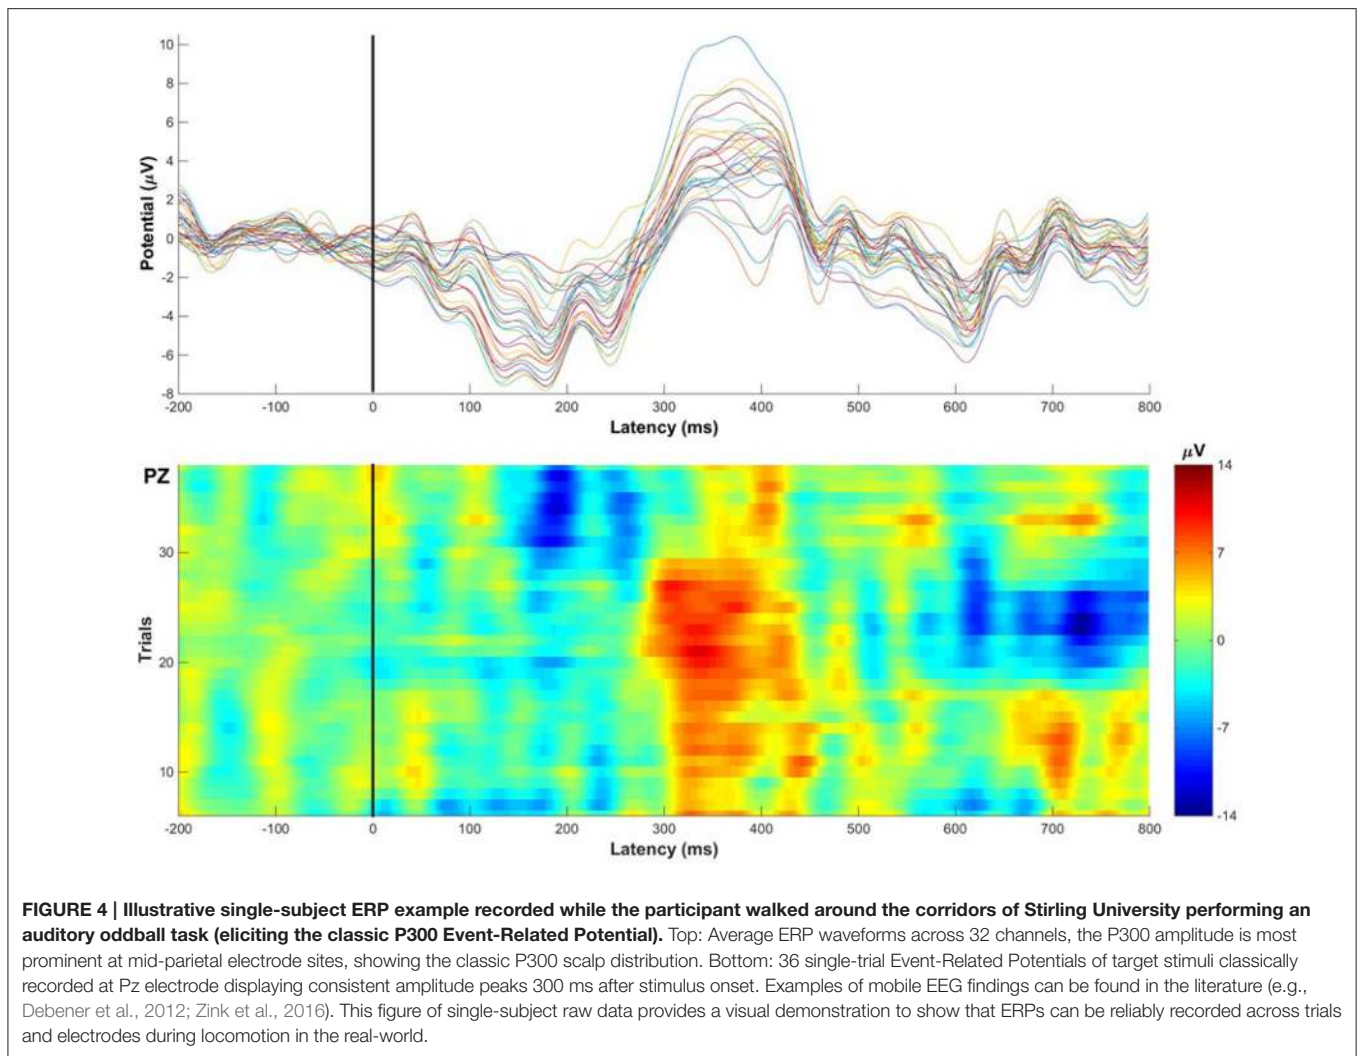 10
8
6
4
2
0
-2
-4
-6
-8
Potential (μV)
-200 -100 0 100 200 300 400 500 600 700 800
Latency (ms)
PZ
μV
14
7
0
-7
-14
30
20
10
Trials
-200 -100 0 100 200 300 400 500 600 700 800
Latency (ms)
FIGURE 4 | Illustrative single-subject ERP example recorded while the participant walked around the corridors of Stirling University performing an
auditory oddball task (eliciting the classic P300 Event-Related Potential). Top: Average ERP waveforms across 32 channels, the P300 amplitude is most
prominent at mid-parietal electrode sites, showing the classic P300 scalp distribution. Bottom: 36 single-trial Event-Related Potentials of target stimuli classically
recorded at Pz electrode displaying consistent amplitude peaks 300 ms after stimulus onset. Examples of mobile EEG findings can be found in the literature (e.g.,
Debener et al., 2012; Zink et al., 2016). This figure of single-subject raw data provides a visual demonstration to show that ERPs can be reliably recorded across trials
and electrodes during locomotion in the real-world.